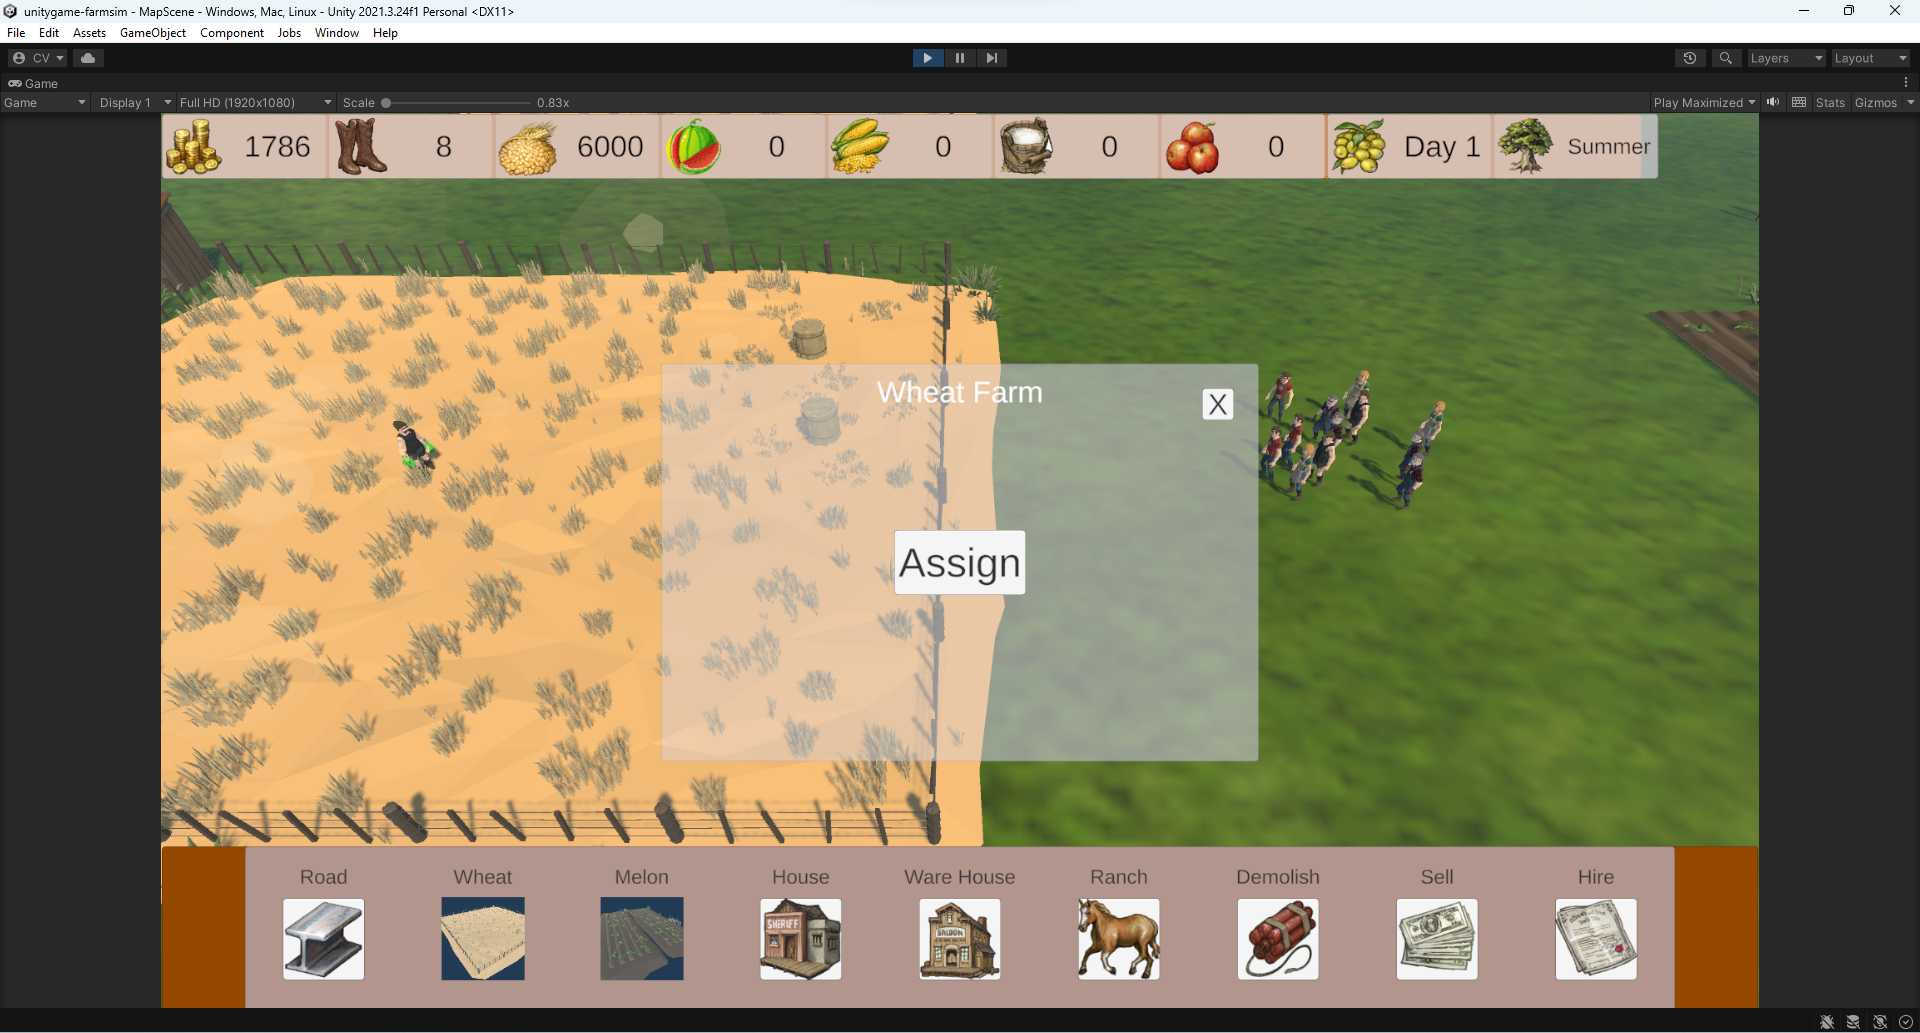 unitygame-farmsim - MapScene - Windows, Mac, Linux - Unity 2021.3.24f1 Personal <DX11>
File Edit Assets GameObject Component Jobs Window Help
CV Layers Layout
Game
Game Display 1 Full HD (1920x1080) Scale 0.83x Play Maximized Stats Gizmos
1786 8 6000 0 0 0 0 Day 1 Summer
Wheat Farm
X
Assign
Road Wheat Melon House Ware House Ranch Demolish Sell Hire
SHERIFF
SALOON